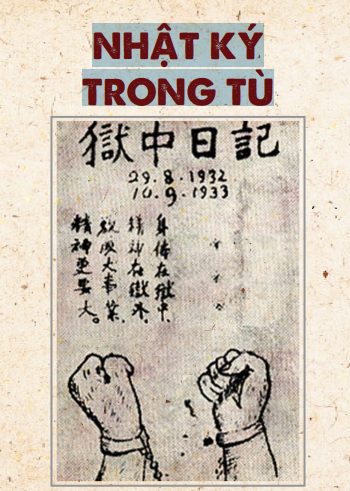 NHẬT KÝ
TRONG TÙ
獄中日記
29.8.1932
10.9.1933
身体在獄中、
精神在獄外、
欲成大事業、
精神更要大。